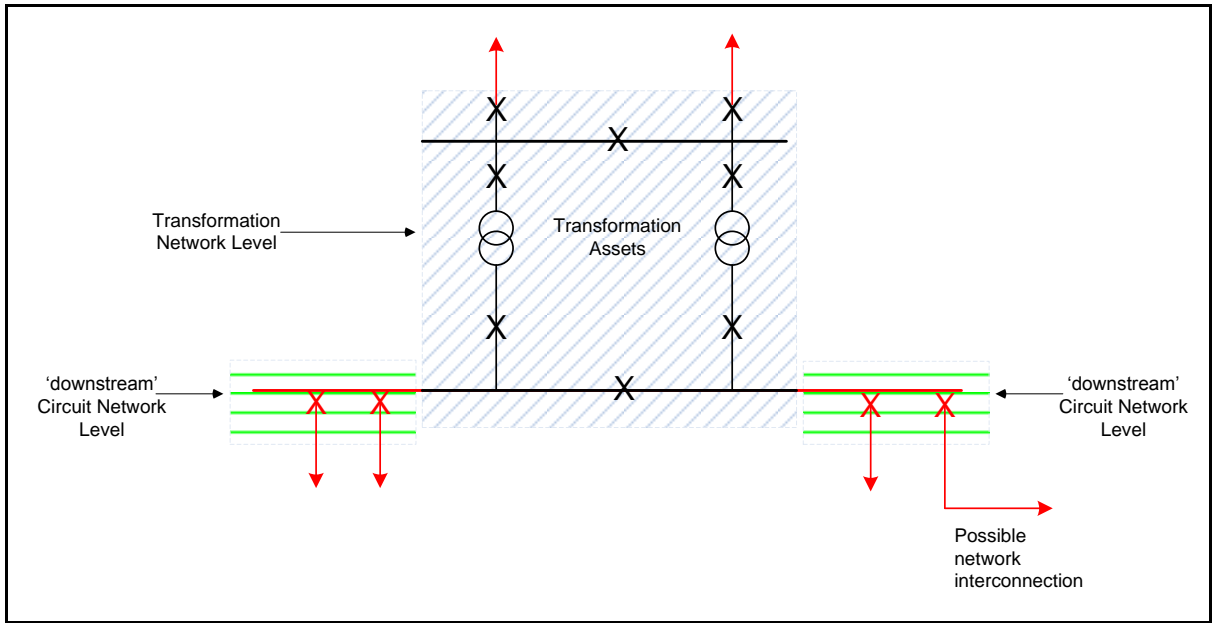 Transformation
Network Level
Transformation
Assets
‘downstream’
Circuit Network
Level
‘downstream’
Circuit Network
Level
Possible
network
interconnection